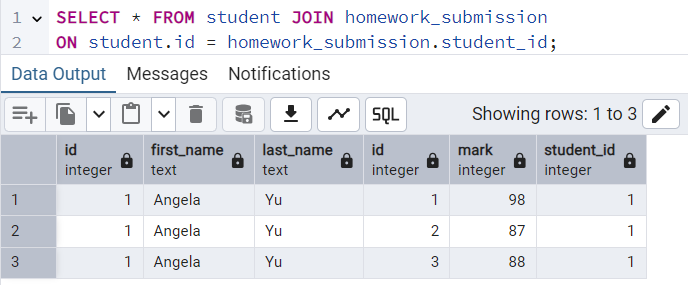 1 SELECT * FROM student JOIN homework_submission
2 ON student.id = homework_submission.student_id;
Data Output Messages Notifications
SQL Showing rows: 1 to 3
id first_name last_name id mark student_id
integer text text integer integer integer
1 1 Angela Yu 1 98 1
2 1 Angela Yu 2 87 1
3 1 Angela Yu 3 88 1